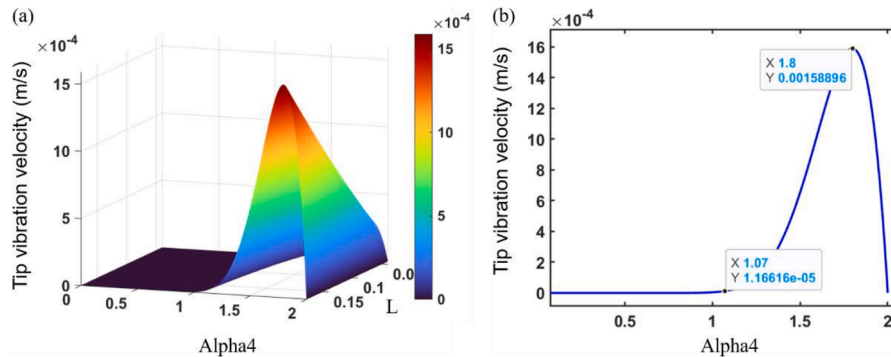 (a)
×10⁻⁴
15
10
5
0
Tip vibration velocity (m/s)
0
0.5
1
1.5
2
Alpha4
0.15
0.1
0.0
L
×10⁻⁴
15
10
5
0
(b)
×10⁻⁴
16
14
12
10
8
6
4
2
0
Tip vibration velocity (m/s)
X 1.8
Y 0.00158896
X 1.07
Y 1.16616e-05
0.5
1
1.5
2
Alpha4